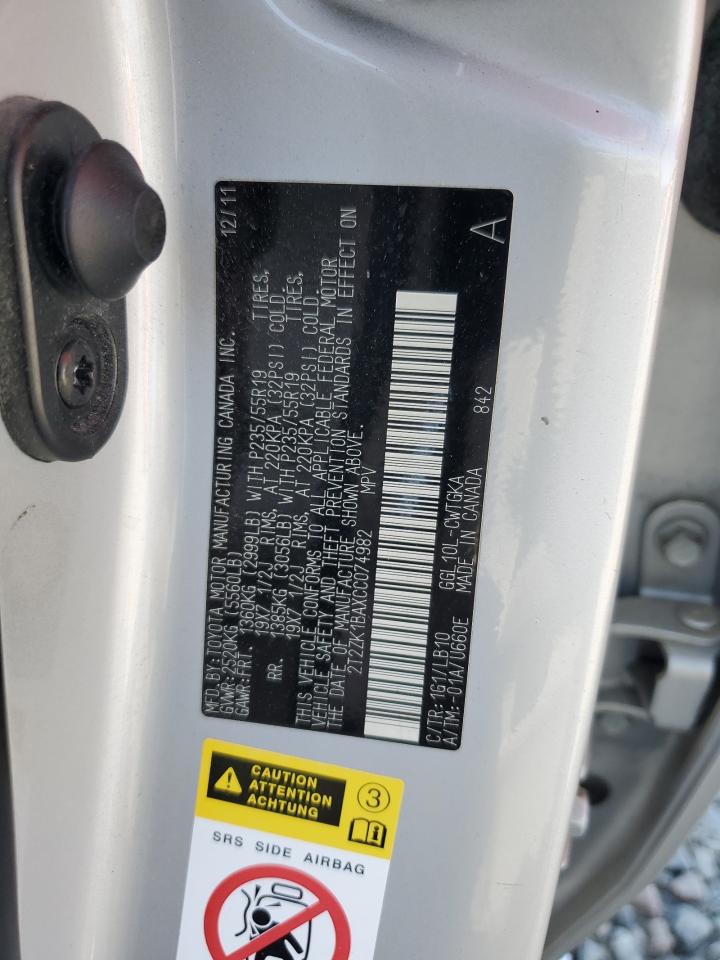 MFD. BY: TOYOTA MOTOR MANUFACTURING CANADA INC. 12/11
GVWR: 2520KG (5560LB)
GAWR: FRT. 1360KG (2999LB) WITH P235/55R19 TIRES,
19X7 1/2J RIMS, AT 220KPA (32PSI) COLD.
RR. 1385KG (3056LB) WITH P235/55R19 TIRES,
19X7 1/2J RIMS, AT 220KPA (32PSI) COLD.
THIS VEHICLE CONFORMS TO ALL APPLICABLE FEDERAL MOTOR
VEHICLE SAFETY AND THEFT PREVENTION STANDARDS IN EFFECT ON
THE DATE OF MANUFACTURE SHOWN ABOVE.
2T2ZK1BAXCC074982 MPV
C/TR: 1G1/LB10 GGL10L-CWTGKA
A/TM: -01A/U660E MADE IN CANADA 842 A
CAUTION
ATTENTION
ACHTUNG
3
SRS SIDE AIRBAG